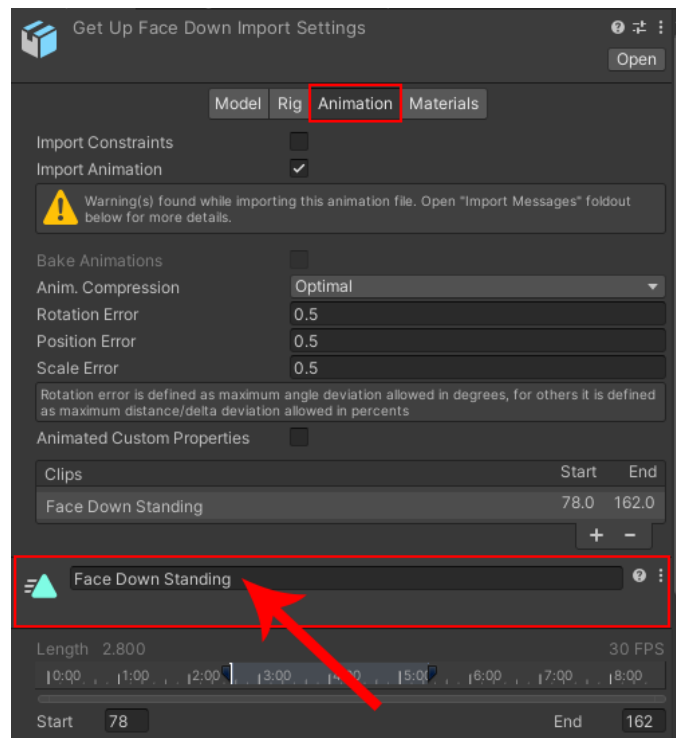 Get Up Face Down Import Settings
Open
Model Rig Animation Materials
Import Constraints
Import Animation
Warning(s) found while importing this animation file. Open "Import Messages" foldout
below for more details.
Bake Animations
Anim. Compression Optimal
Rotation Error 0.5
Position Error 0.5
Scale Error 0.5
Rotation error is defined as maximum angle deviation allowed in degrees, for others it is defined
as maximum distance/delta deviation allowed in percents
Animated Custom Properties
Clips Start End
Face Down Standing 78.0 162.0
+ −
Face Down Standing
Length 2.800 30 FPS
0:00 1:00 2:00 3:00 5:00 6:00 7:00 8:00
Start 78 End 162